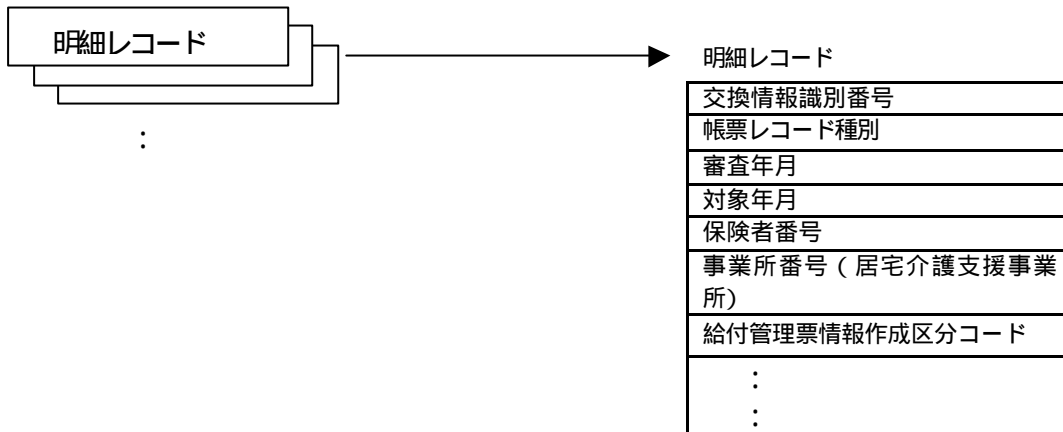 明細レコード
：
明細レコード
交換情報識別番号
帳票レコード種別
審査年月
対象年月
保険者番号
事業所番号（居宅介護支援事業
所)
給付管理票情報作成区分コード
：
：